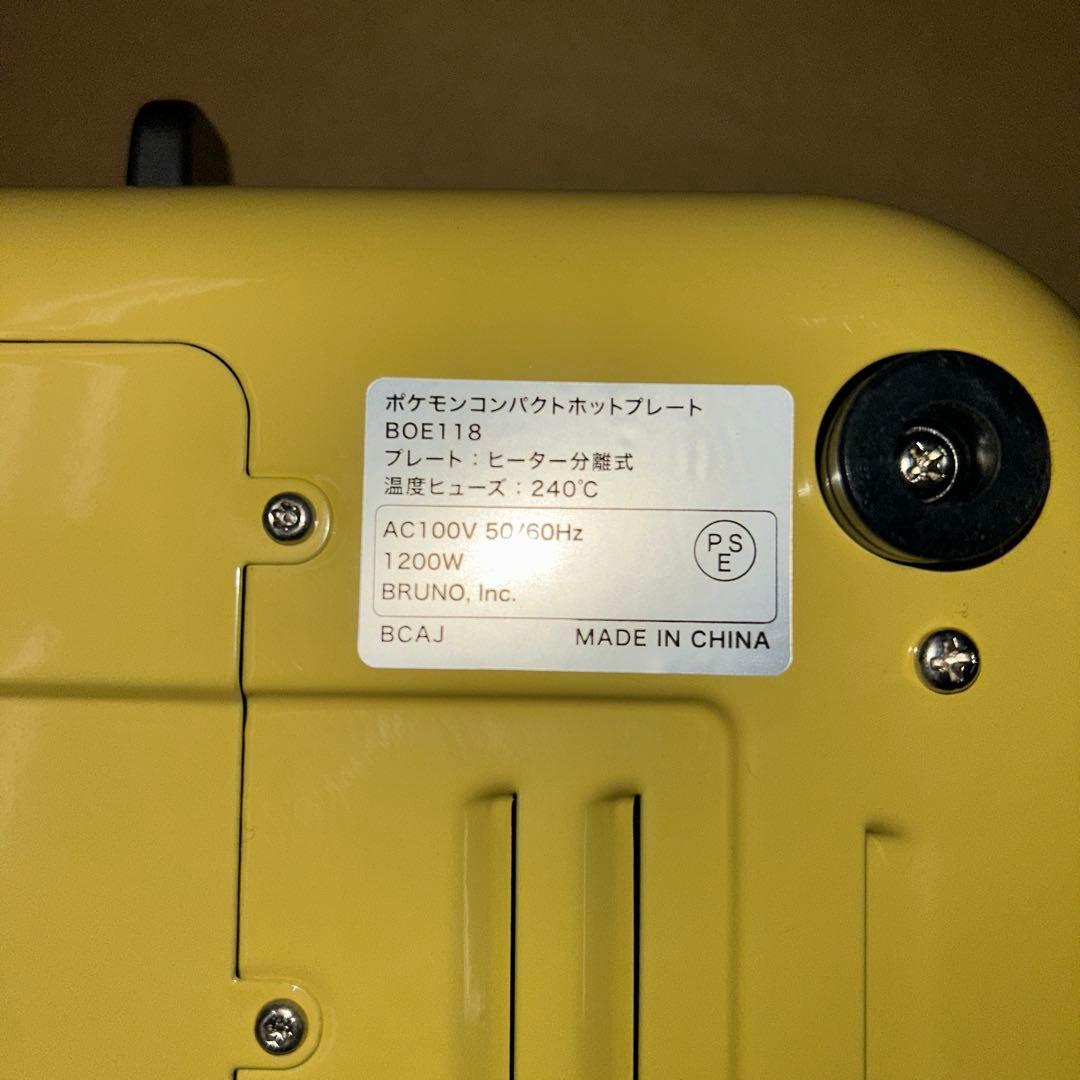 ポケモンコンパクトホットプレート
BOE118
プレート：ヒーター分離式
温度ヒューズ：240℃
AC100V 50/60Hz
1200W
BRUNO, Inc.
PSE
BCAJ MADE IN CHINA